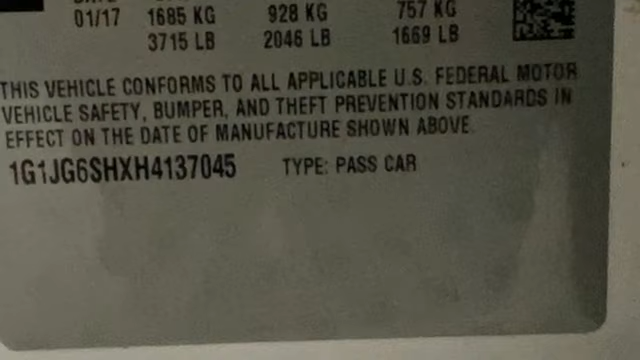 01/17 1685 KG 928 KG 757 KG
3715 LB 2046 LB 1669 LB
THIS VEHICLE CONFORMS TO ALL APPLICABLE U.S. FEDERAL MOTOR
VEHICLE SAFETY, BUMPER, AND THEFT PREVENTION STANDARDS IN
EFFECT ON THE DATE OF MANUFACTURE SHOWN ABOVE.
1G1JG6SHXH4137045 TYPE: PASS CAR